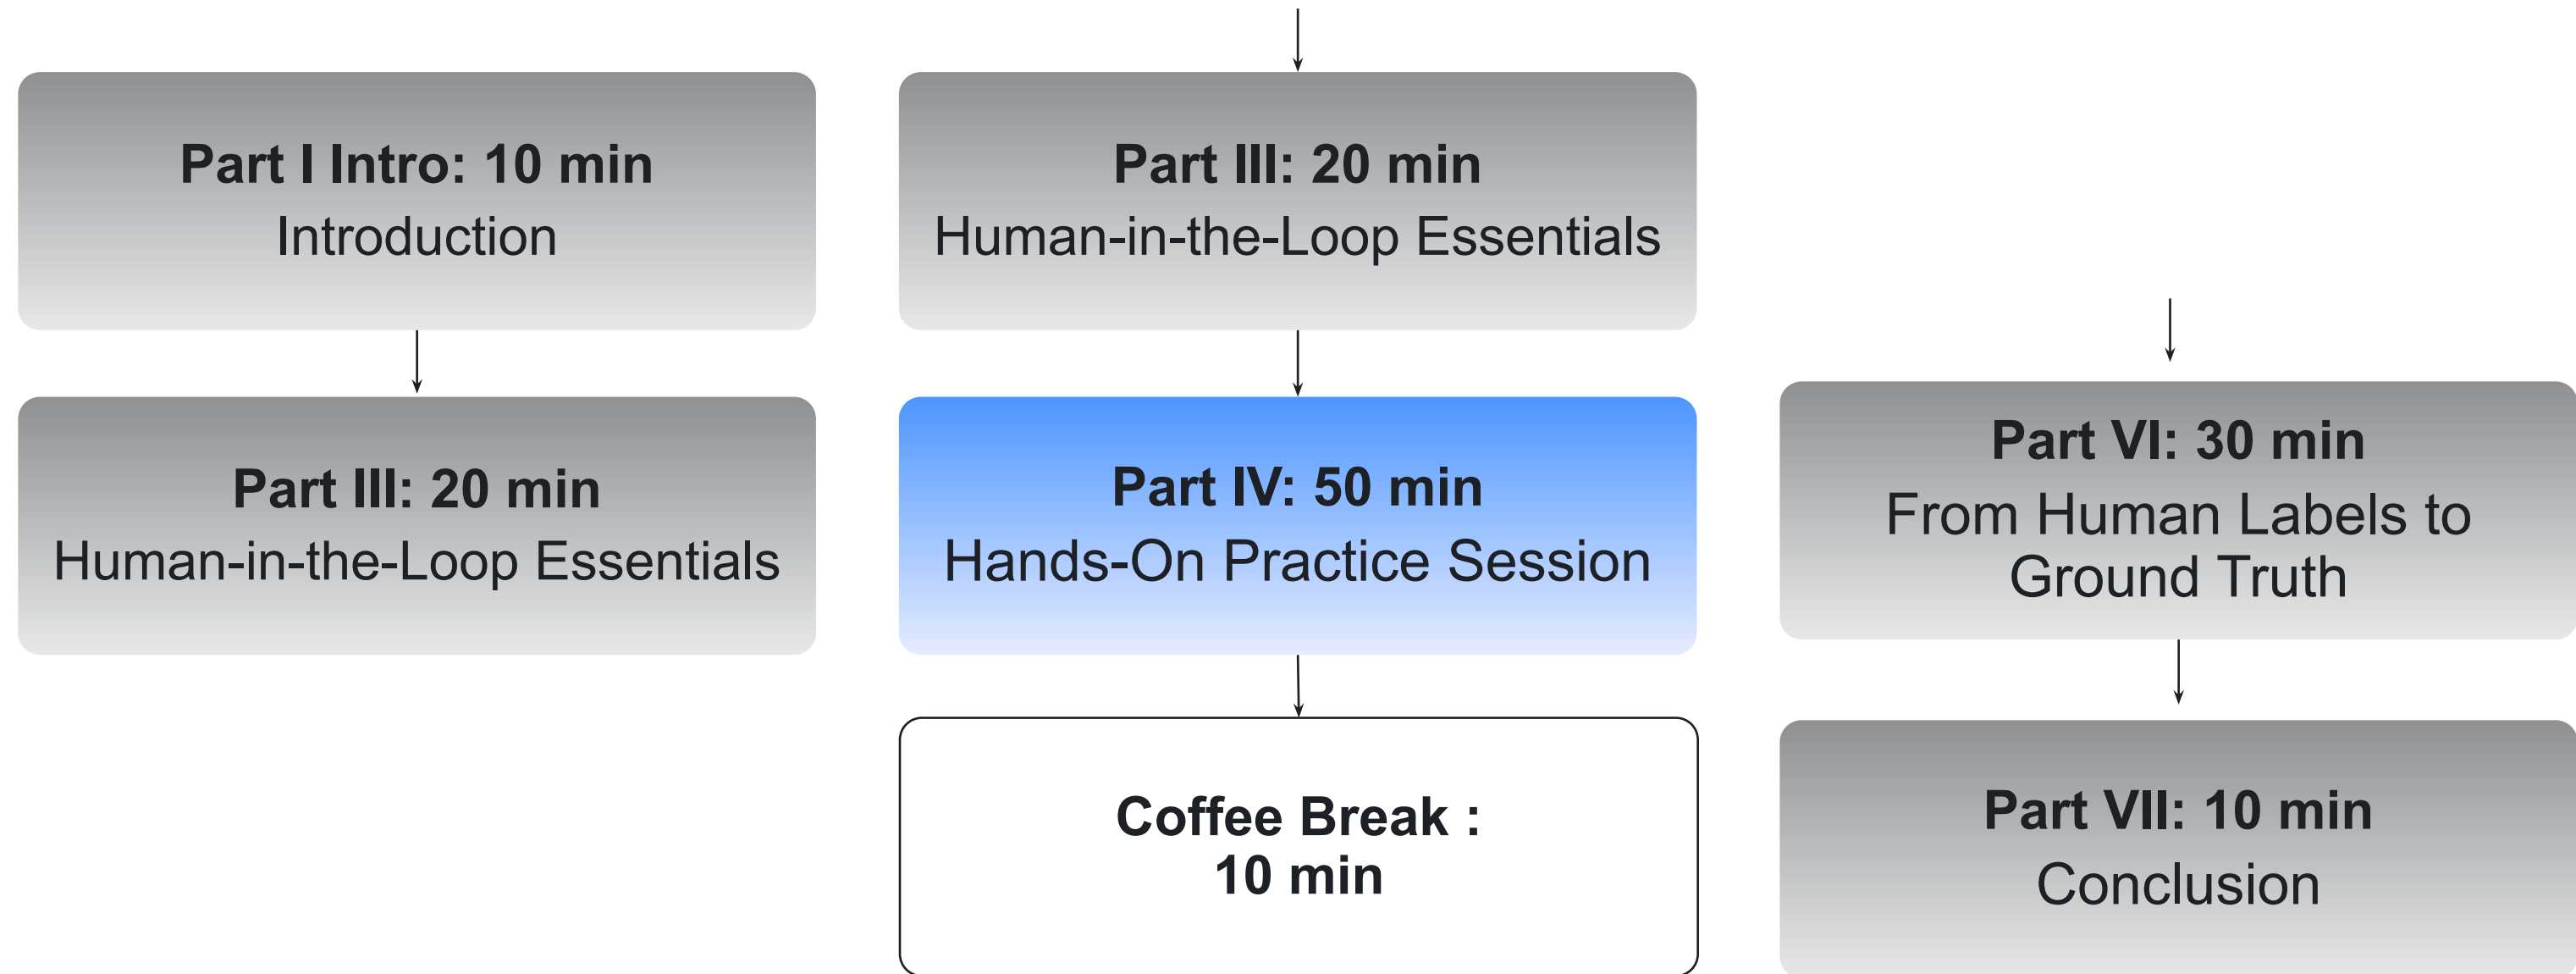 Part I Intro: 10 min
Introduction
Part III: 20 min
Human-in-the-Loop Essentials
Part III: 20 min
Human-in-the-Loop Essentials
Part IV: 50 min
Hands-On Practice Session
Coffee Break :
10 min
Part VI: 30 min
From Human Labels to
Ground Truth
Part VII: 10 min
Conclusion